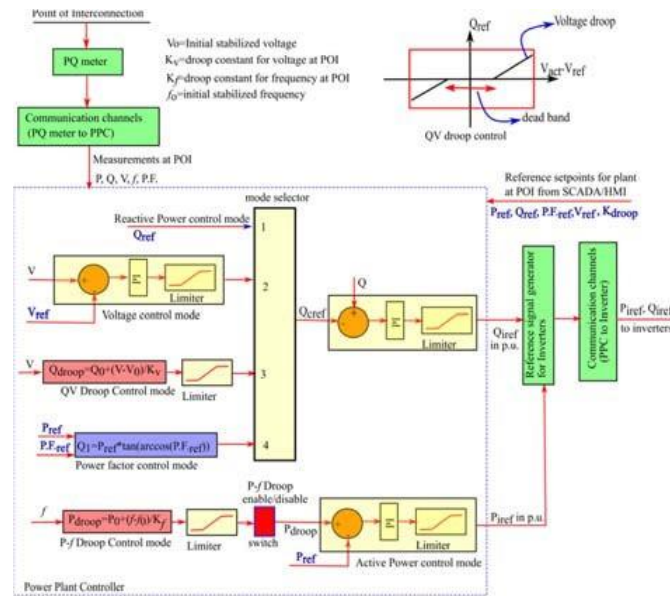 Point of Interconnection
PQ meter
Communication channels
(PQ meter to PPC)
Measurements at POI
P, Q, V, f, P.F.
Vo=Initial stabilized voltage
Kv=droop constant for voltage at POI
Kf=droop constant for frequency at POI
fo=initial stabilized frequency
Qref
Voltage droop
Vact-Vref
dead band
QV droop control
Reference setpoints for plant
at POI from SCADA/HMI
Pref, Qref, P.F.ref, Vref, Kdroop
mode selector
Reactive Power control mode
Qref
1
V
Vref
PI
Limiter
Voltage control mode
2
V
Qdroop=Q0+(V-V0)/Kv
QV Droop Control mode
Limiter
3
Pref
P.F.ref
Q1=Pref*tan(arccos(P.F.ref))
Power factor control mode
4
Qcref
Q
PI
Limiter
Qiref
in p.u.
Reference signal generator
for Inverters
Communication channels
(PPC to Inverter)
Piref, Qiref
to inverters
f
Pdroop=P0+(f-f0)/Kf
P-f Droop Control mode
Limiter
P-f Droop
enable/disable
switch
Pdroop
Pref
PI
Limiter
Active Power control mode
Piref in p.u.
Power Plant Controller